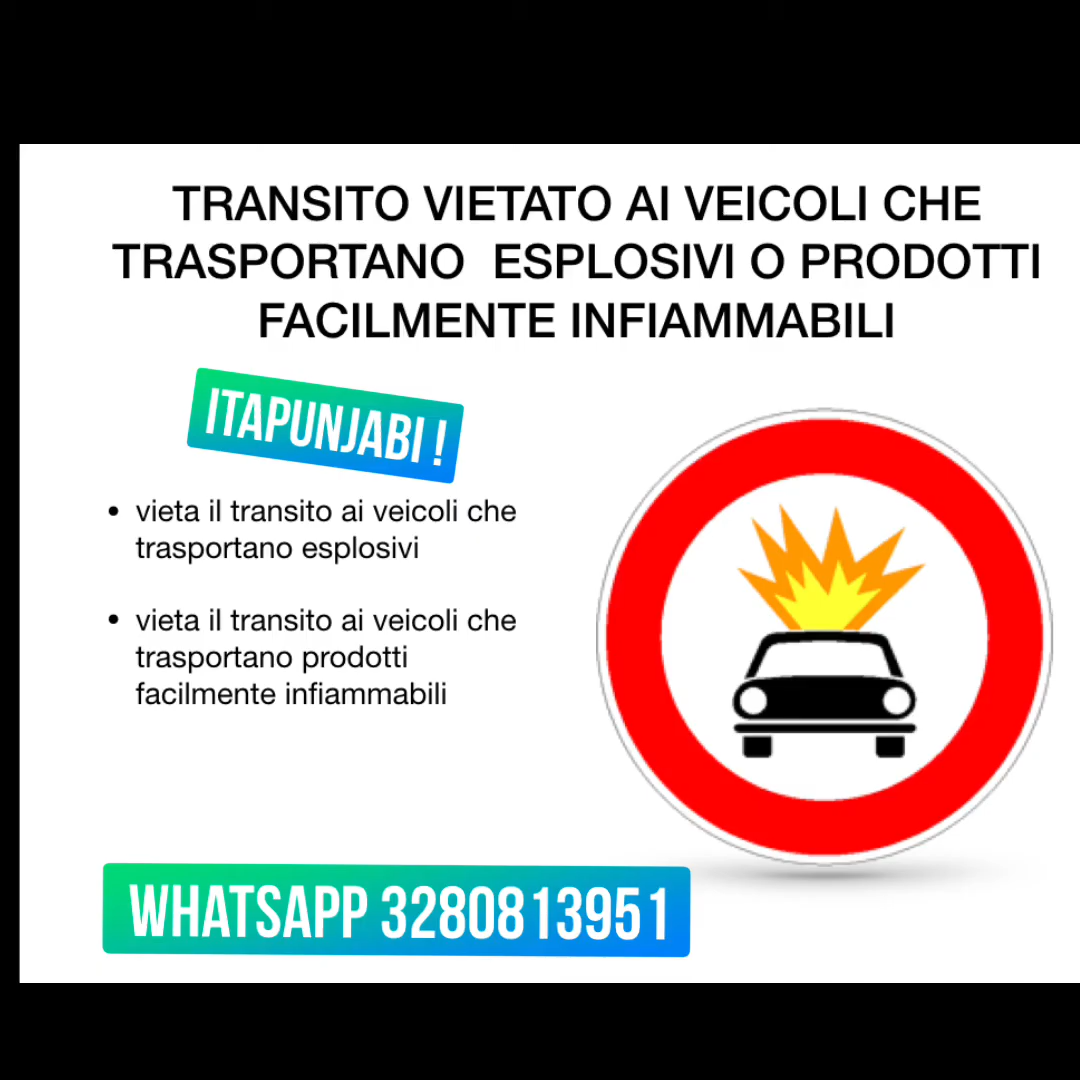 TRANSITO VIETATO AI VEICOLI CHE
TRASPORTANO ESPLOSIVI O PRODOTTI
FACILMENTE INFIAMMABILI
ITAPUNJABI !
• vieta il transito ai veicoli che
trasportano esplosivi
• vieta il transito ai veicoli che
trasportano prodotti
facilmente infiammabili
WHATSAPP 3280813951